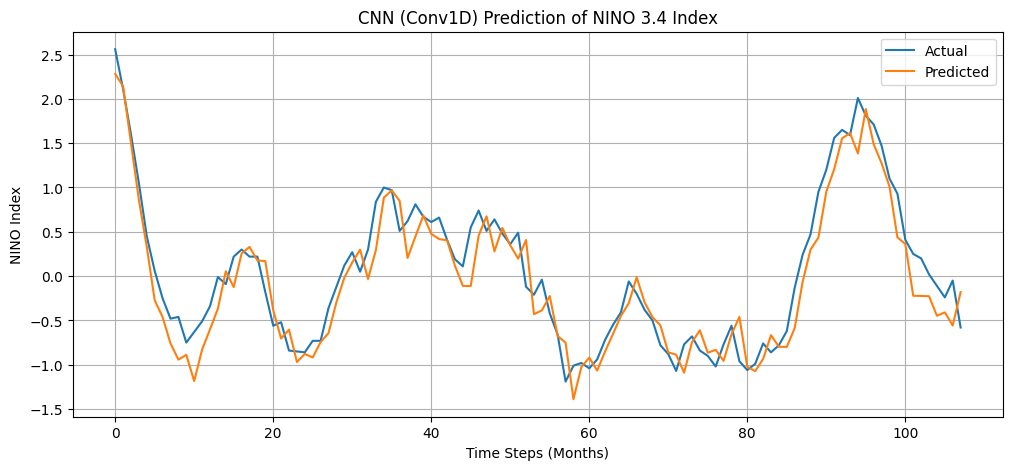 CNN (Conv1D) Prediction of NINO 3.4 Index
Actual
Predicted
NINO Index
2.5
2.0
1.5
1.0
0.5
0.0
−0.5
−1.0
−1.5
0 20 40 60 80 100
Time Steps (Months)